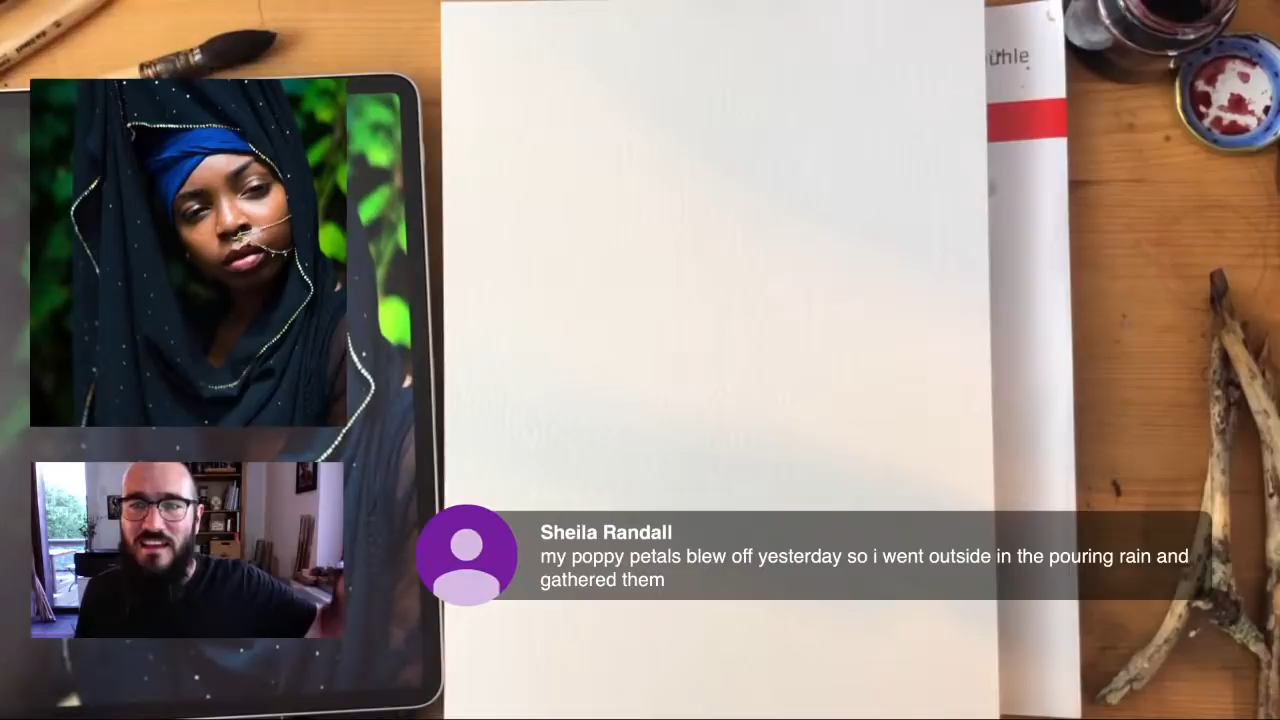 ühle
Sheila Randall
my poppy petals blew off yesterday so i went outside in the pouring rain and
gathered them